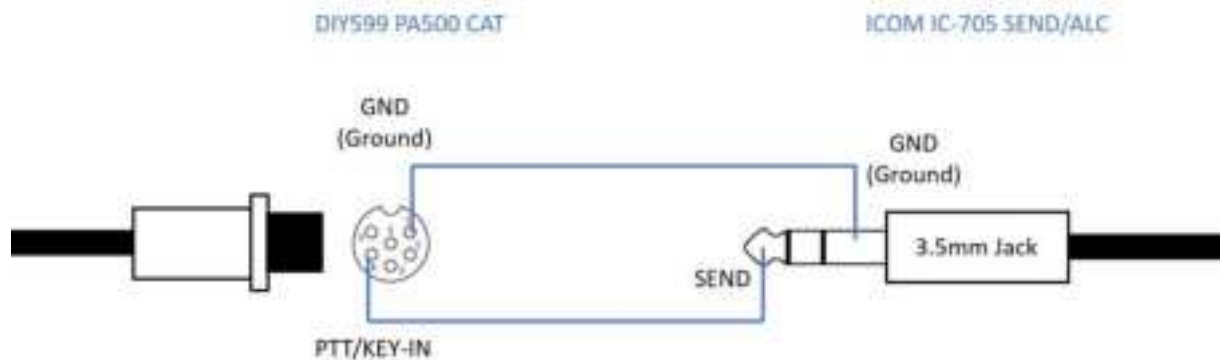 DIY599 PA500 CAT
ICOM IC-705 SEND/ALC
GND
(Ground)
GND
(Ground)
3.5mm Jack
SEND
PTT/KEY-IN